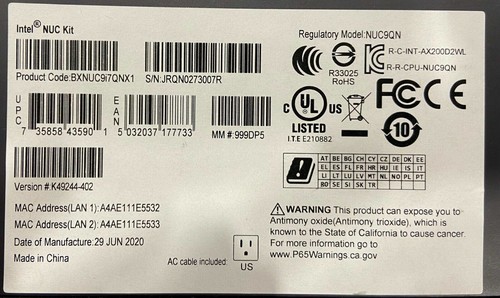 Intel® NUC Kit
Product Code:BXNUC9i7QNX1
S/N:JRQN0273007R
UPC
7 35858 43590 1
EAN
5 032037 177733
MM #:999DP5
Version #:K49244-402
MAC Address(LAN 1): A4AE111E5532
MAC Address(LAN 2): A4AE111E5533
Date of Manufacture:29 JUN 2020
Made in China
AC cable included:
US
Regulatory Model:NUC9QN
R33025
RoHS
R-C-INT-AX200D2WL
R-R-CPU-NUC9QN
C UL US
LISTED
I.T.E E210882
FC CE
10
AT BE BG CH CY CZ DE DK EE
EL ES FI FR HR HU IE IS IT
LI LT LU LV MT NL NO PL PT
RO SE SI SK TR
WARNING This product can expose you to
Antimony oxide(Antimony trioxide), which is
known to the State of California to cause cancer.
For more information go to
www.P65Warnings.ca.gov